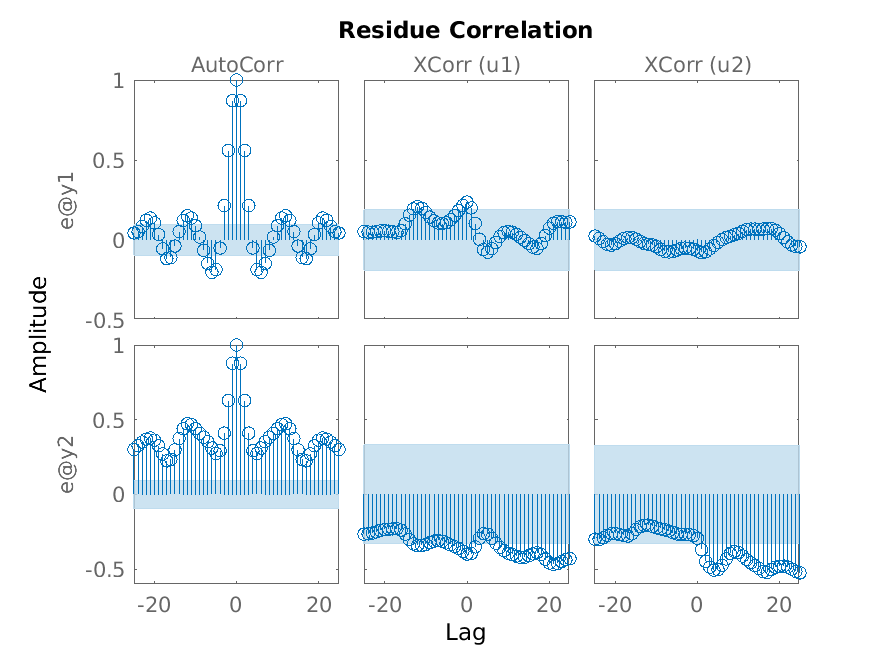 Residue Correlation
AutoCorr
XCorr (u1)
XCorr (u2)
1
0.5
0
-0.5
e@y1
1
0.5
0
-0.5
e@y2
Amplitude
-20 0 20
-20 0 20
-20 0 20
Lag